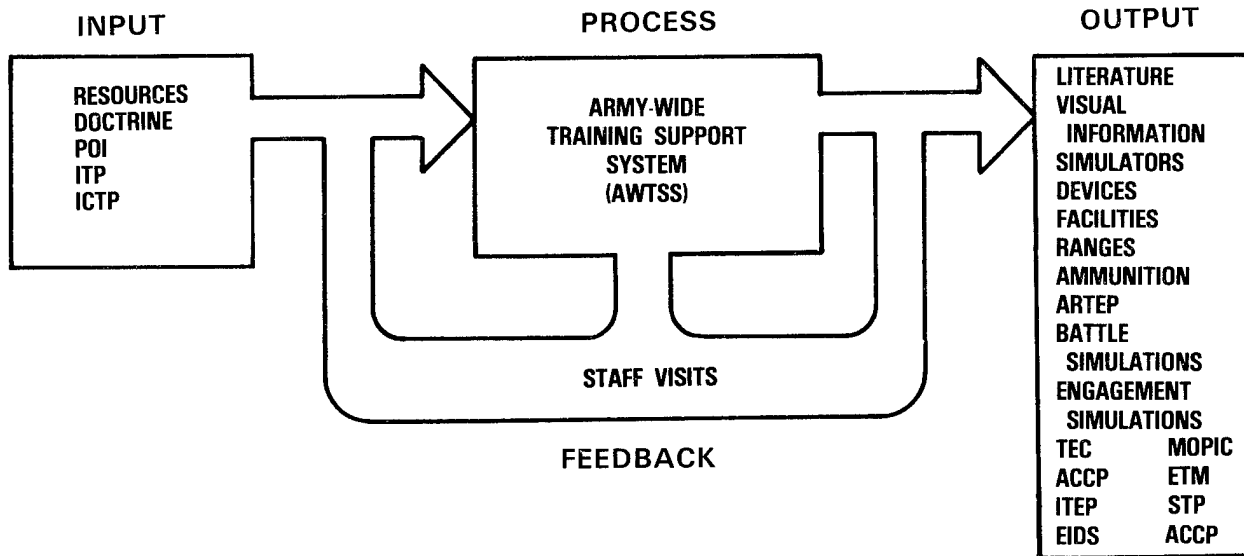 INPUT
PROCESS
OUTPUT
RESOURCES
DOCTRINE
POI
ITP
ICTP
ARMY-WIDE
TRAINING SUPPORT
SYSTEM
(AWTSS)
LITERATURE
VISUAL
INFORMATION
SIMULATORS
DEVICES
FACILITIES
RANGES
AMMUNITION
ARTEP
BATTLE
SIMULATIONS
ENGAGEMENT
SIMULATIONS
TEC MOPIC
ACCP ETM
ITEP STP
EIDS ACCP
STAFF VISITS
FEEDBACK